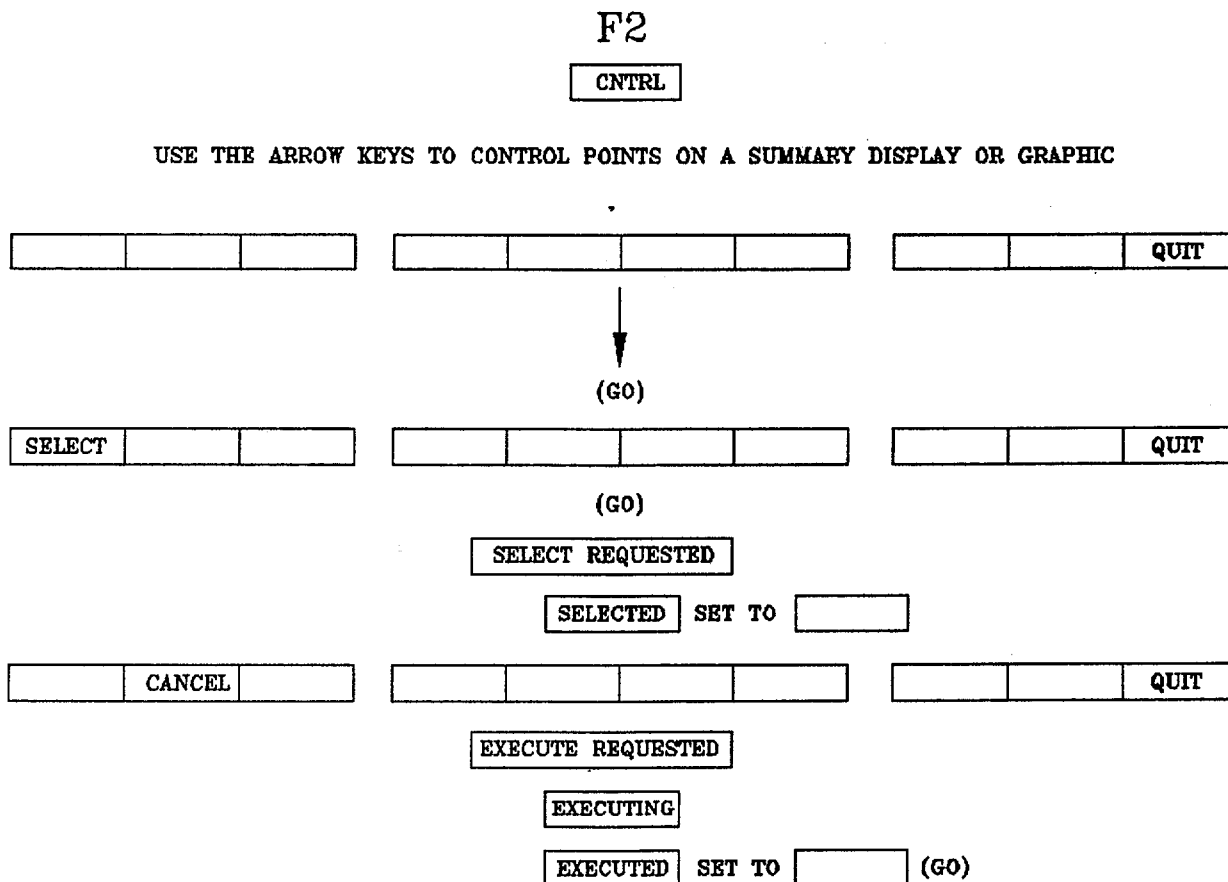 F2
CNTRL
USE THE ARROW KEYS TO CONTROL POINTS ON A SUMMARY DISPLAY OR GRAPHIC
QUIT
(GO)
SELECT QUIT
(GO)
SELECT REQUESTED
SELECTED SET TO
CANCEL QUIT
EXECUTE REQUESTED
EXECUTING
EXECUTED SET TO (GO)